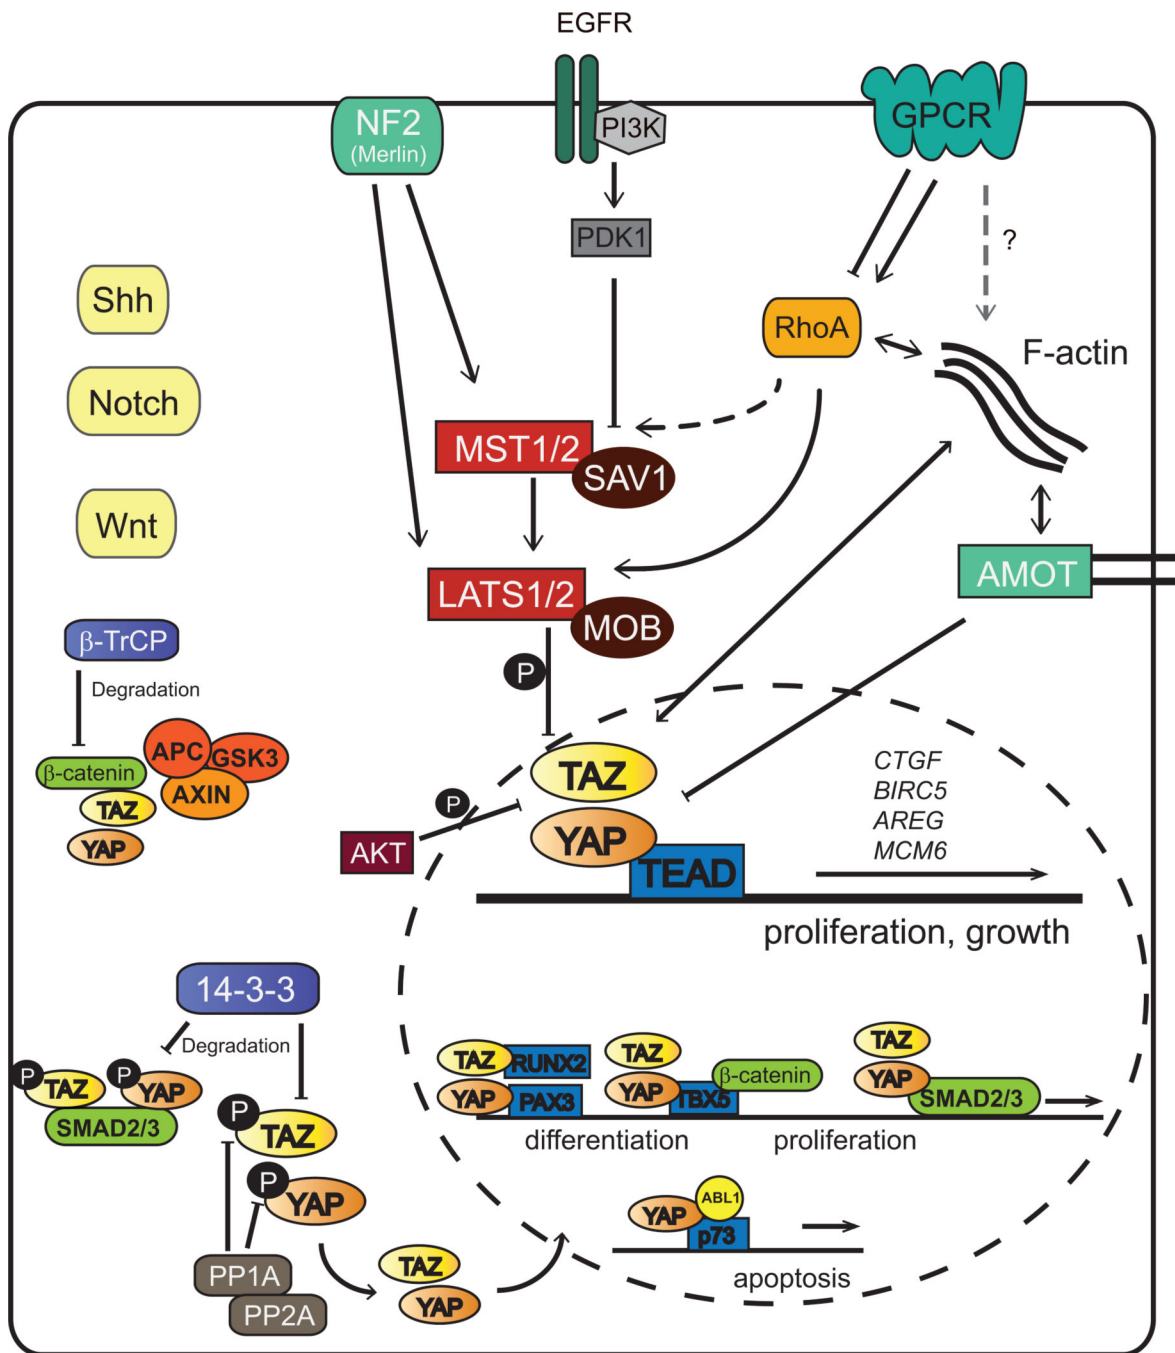 EGFR
NF2
(Merlin)
PI3K
GPCR
PDK1
?
Shh
RhoA
F-actin
Notch
MST1/2
SAV1
Wnt
LATS1/2
MOB
AMOT
β-TrCP
P
Degradation
APC
GSK3
β-catenin
AXIN
TAZ
YAP
TAZ
CTGF
BIRC5
AREG
MCM6
P
YAP
AKT
TEAD
proliferation, growth
14-3-3
Degradation
P
TAZ
P
YAP
SMAD2/3
P
TAZ
P
YAP
TAZ
RUNX2
YAP
PAX3
TAZ
β-catenin
YAP
TBX5
TAZ
YAP
SMAD2/3
differentiation
proliferation
YAP
ABL1
p73
apoptosis
PP1A
PP2A
TAZ
YAP